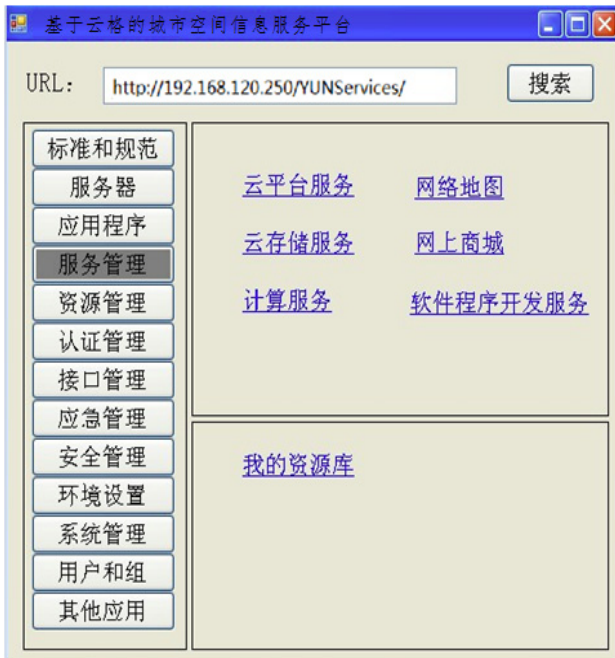 基于云格的城市空间信息服务平台
URL: http://192.168.120.250/YUNServices/ 搜索
标准和规范
服务器
应用程序
服务管理
资源管理
认证管理
接口管理
应急管理
安全管理
环境设置
系统管理
用户和组
其他应用
云平台服务 网络地图
云存储服务 网上商城
计算服务 软件程序开发服务
我的资源库